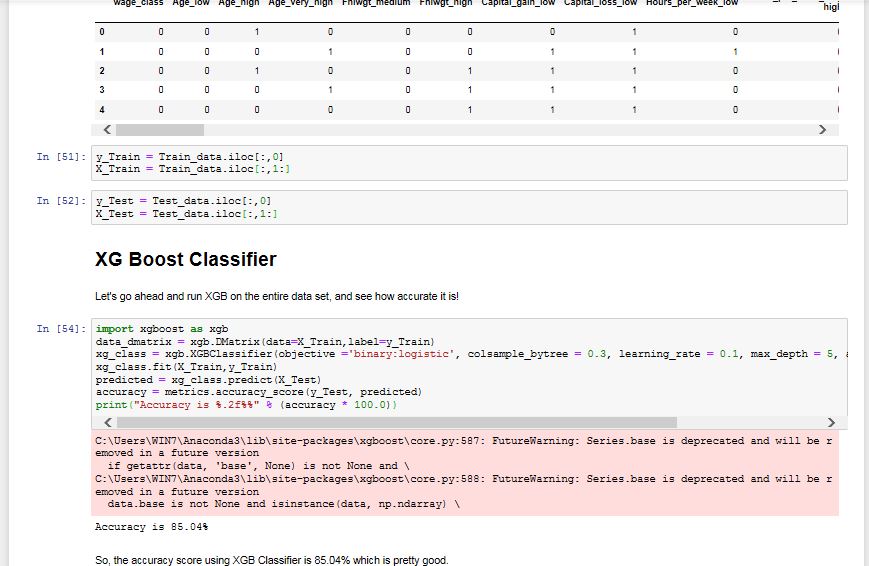 wage_class Age_low Age_high Age_very_high Fnlwgt_medium Fnlwgt_high Capital_gain_low Capital_loss_low Hours_per_week_low
0 0 0 1 0 0 0 0 1 0
1 0 0 0 1 0 0 1 1 1
2 0 0 1 0 0 1 1 1 0
3 0 0 0 1 0 1 1 1 0
4 0 0 0 0 0 1 1 1 0
In [51]: y_Train = Train_data.iloc[:,0]
X_Train = Train_data.iloc[:,1:]
In [52]: y_Test = Test_data.iloc[:,0]
X_Test = Test_data.iloc[:,1:]
XG Boost Classifier
Let's go ahead and run XGB on the entire data set, and see how accurate it is!
In [54]: import xgboost as xgb
data_dmatrix = xgb.DMatrix(data=X_Train,label=y_Train)
xg_class = xgb.XGBClassifier(objective ='binary:logistic', colsample_bytree = 0.3, learning_rate = 0.1, max_depth = 5,
xg_class.fit(X_Train,y_Train)
predicted = xg_class.predict(X_Test)
accuracy = metrics.accuracy_score(y_Test, predicted)
print("Accuracy is %.2f%%" % (accuracy * 100.0))
C:\Users\WIN7\Anaconda3\lib\site-packages\xgboost\core.py:587: FutureWarning: Series.base is deprecated and will be r
emoved in a future version
if getattr(data, 'base', None) is not None and \
C:\Users\WIN7\Anaconda3\lib\site-packages\xgboost\core.py:588: FutureWarning: Series.base is deprecated and will be r
emoved in a future version
data.base is not None and isinstance(data, np.ndarray) \
Accuracy is 85.04%
So, the accuracy score using XGB Classifier is 85.04% which is pretty good.